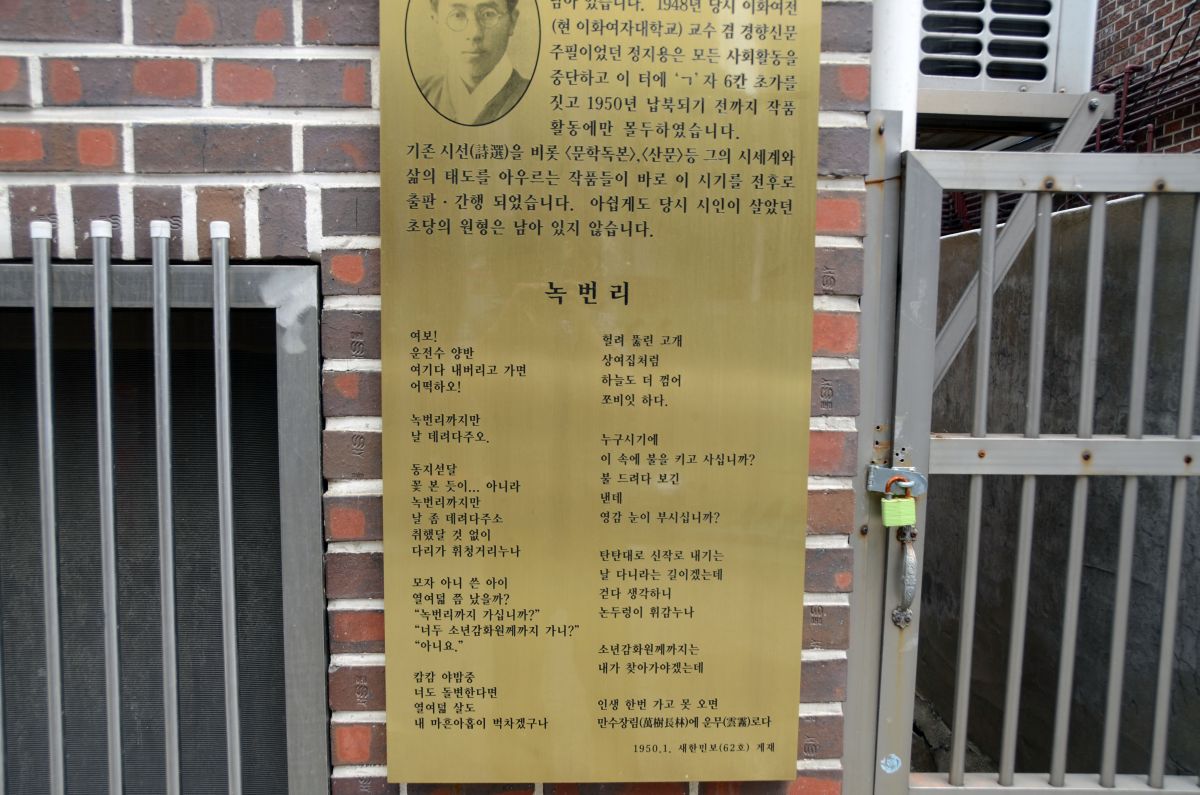 남아 있습니다. 1948년 당시 이화여전
(현 이화여자대학교) 교수 겸 경향신문
주필이었던 정지용은 모든 사회활동을
중단하고 이 터에 ‘ㄱ’자 6칸 초가를
짓고 1950년 납북되기 전까지 작품
활동에만 몰두하였습니다.
기존 시선(詩選)을 비롯 〈문학독본〉,〈산문〉등 그의 시세계와
삶의 태도를 아우르는 작품들이 바로 이 시기를 전후로
출판 · 간행 되었습니다. 아쉽게도 당시 시인이 살았던
초당의 원형은 남아 있지 않습니다.
녹번리
여보!
운전수 양반
여기다 내버리고 가면
어떡하오!
녹번리까지만
날 데려다주오.
동지섣달
꽃 본 듯이... 아니라
녹번리까지만
날 좀 데려다주소
취했달 것 없이
다리가 휘청거리누나
모자 아니 쓴 아이
열여덟 쯤 났을까?
“녹번리까지 가십니까?”
“너두 소년감화원께까지 가니?”
“아니요.”
캄캄 야밤중
너도 돌변한다면
열여덟 살도
내 마흔아홉이 벅차겠구나
헐려 뚫린 고개
상여집처럼
하늘도 더 껌어
쪼비잇 하다.
누구시기에
이 속에 불을 키고 사십니까?
불 드려다 보긴
낸데
영감 눈이 부시십니까?
탄탄대로 신작로 내기는
날 다니라는 길이겠는데
걷다 생각하니
논두렁이 휘감누나
소년감화원께까지는
내가 찾아가야겠는데
인생 한번 가고 못 오면
만수장림(萬樹長林)에 운무(雲霧)로다
1950.1. 새한민보(62호) 게재